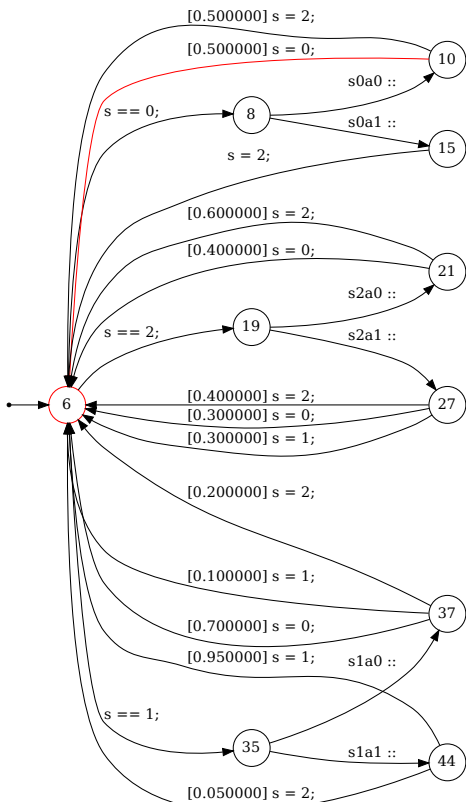 [0.500000] s = 2;
[0.500000] s = 0;
10
s0a0 ::
s == 0;
8
s0a1 ::
15
s = 2;
[0.600000] s = 2;
[0.400000] s = 0;
21
s2a0 ::
s == 2;
19
s2a1 ::
[0.400000] s = 2;
6
27
[0.300000] s = 0;
[0.300000] s = 1;
[0.200000] s = 2;
[0.100000] s = 1;
37
[0.700000] s = 0;
[0.950000] s = 1;
s1a0 ::
s == 1;
35
s1a1 ::
44
[0.050000] s = 2;